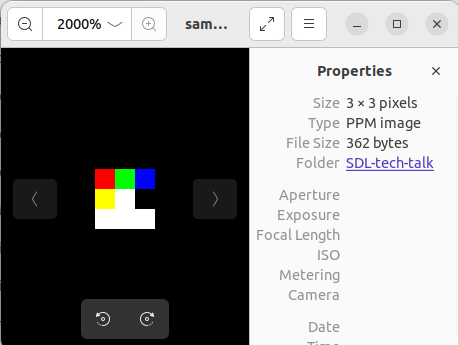 2000% sam...
Properties
Size 3 × 3 pixels
Type PPM image
File Size 362 bytes
Folder SDL-tech-talk
Aperture
Exposure
Focal Length
ISO
Metering
Camera
Date
Time